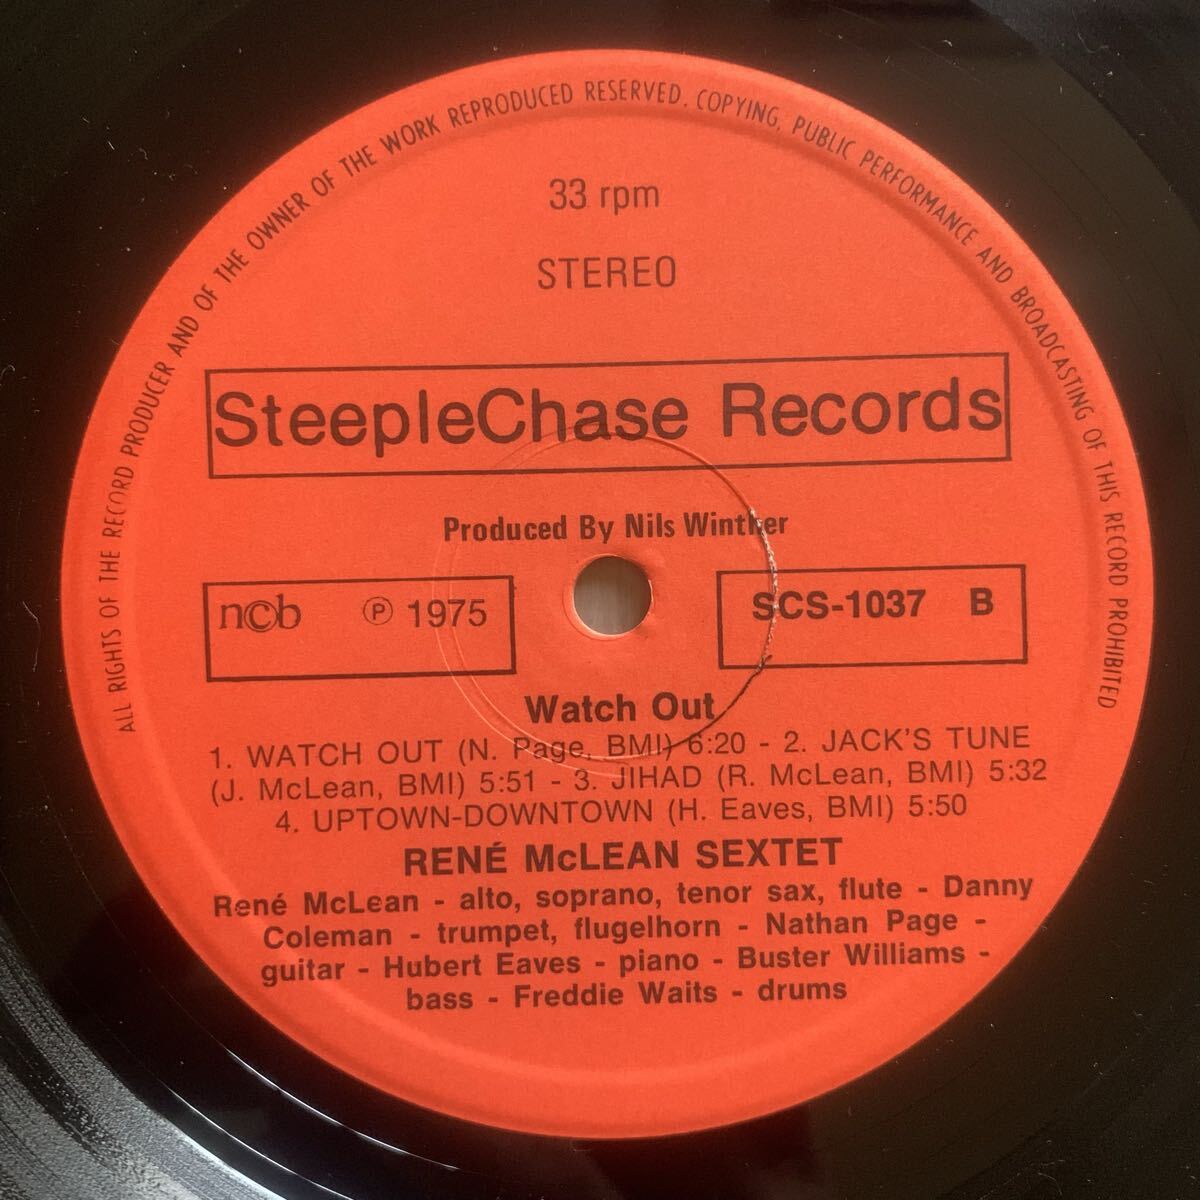 ALL RIGHTS OF THE RECORD PRODUCER AND OF THE OWNER OF THE WORK REPRODUCED RESERVED. COPYING, PUBLIC PERFORMANCE AND BROADCASTING OF THIS RECORD PROHIBITED
33 rpm
STEREO
SteepleChase Records
Produced By Nils Winther
ncb ℗ 1975
SCS-1037 B
Watch Out
1. WATCH OUT (N. Page, BMI) 6:20 - 2. JACK'S TUNE
(J. McLean, BMI) 5:51 - 3. JIHAD (R. McLean, BMI) 5:32
4. UPTOWN-DOWNTOWN (H. Eaves, BMI) 5:50
RENÉ McLEAN SEXTET
René McLean - alto, soprano, tenor sax, flute - Danny
Coleman - trumpet, flugelhorn - Nathan Page -
guitar - Hubert Eaves - piano - Buster Williams -
bass - Freddie Waits - drums